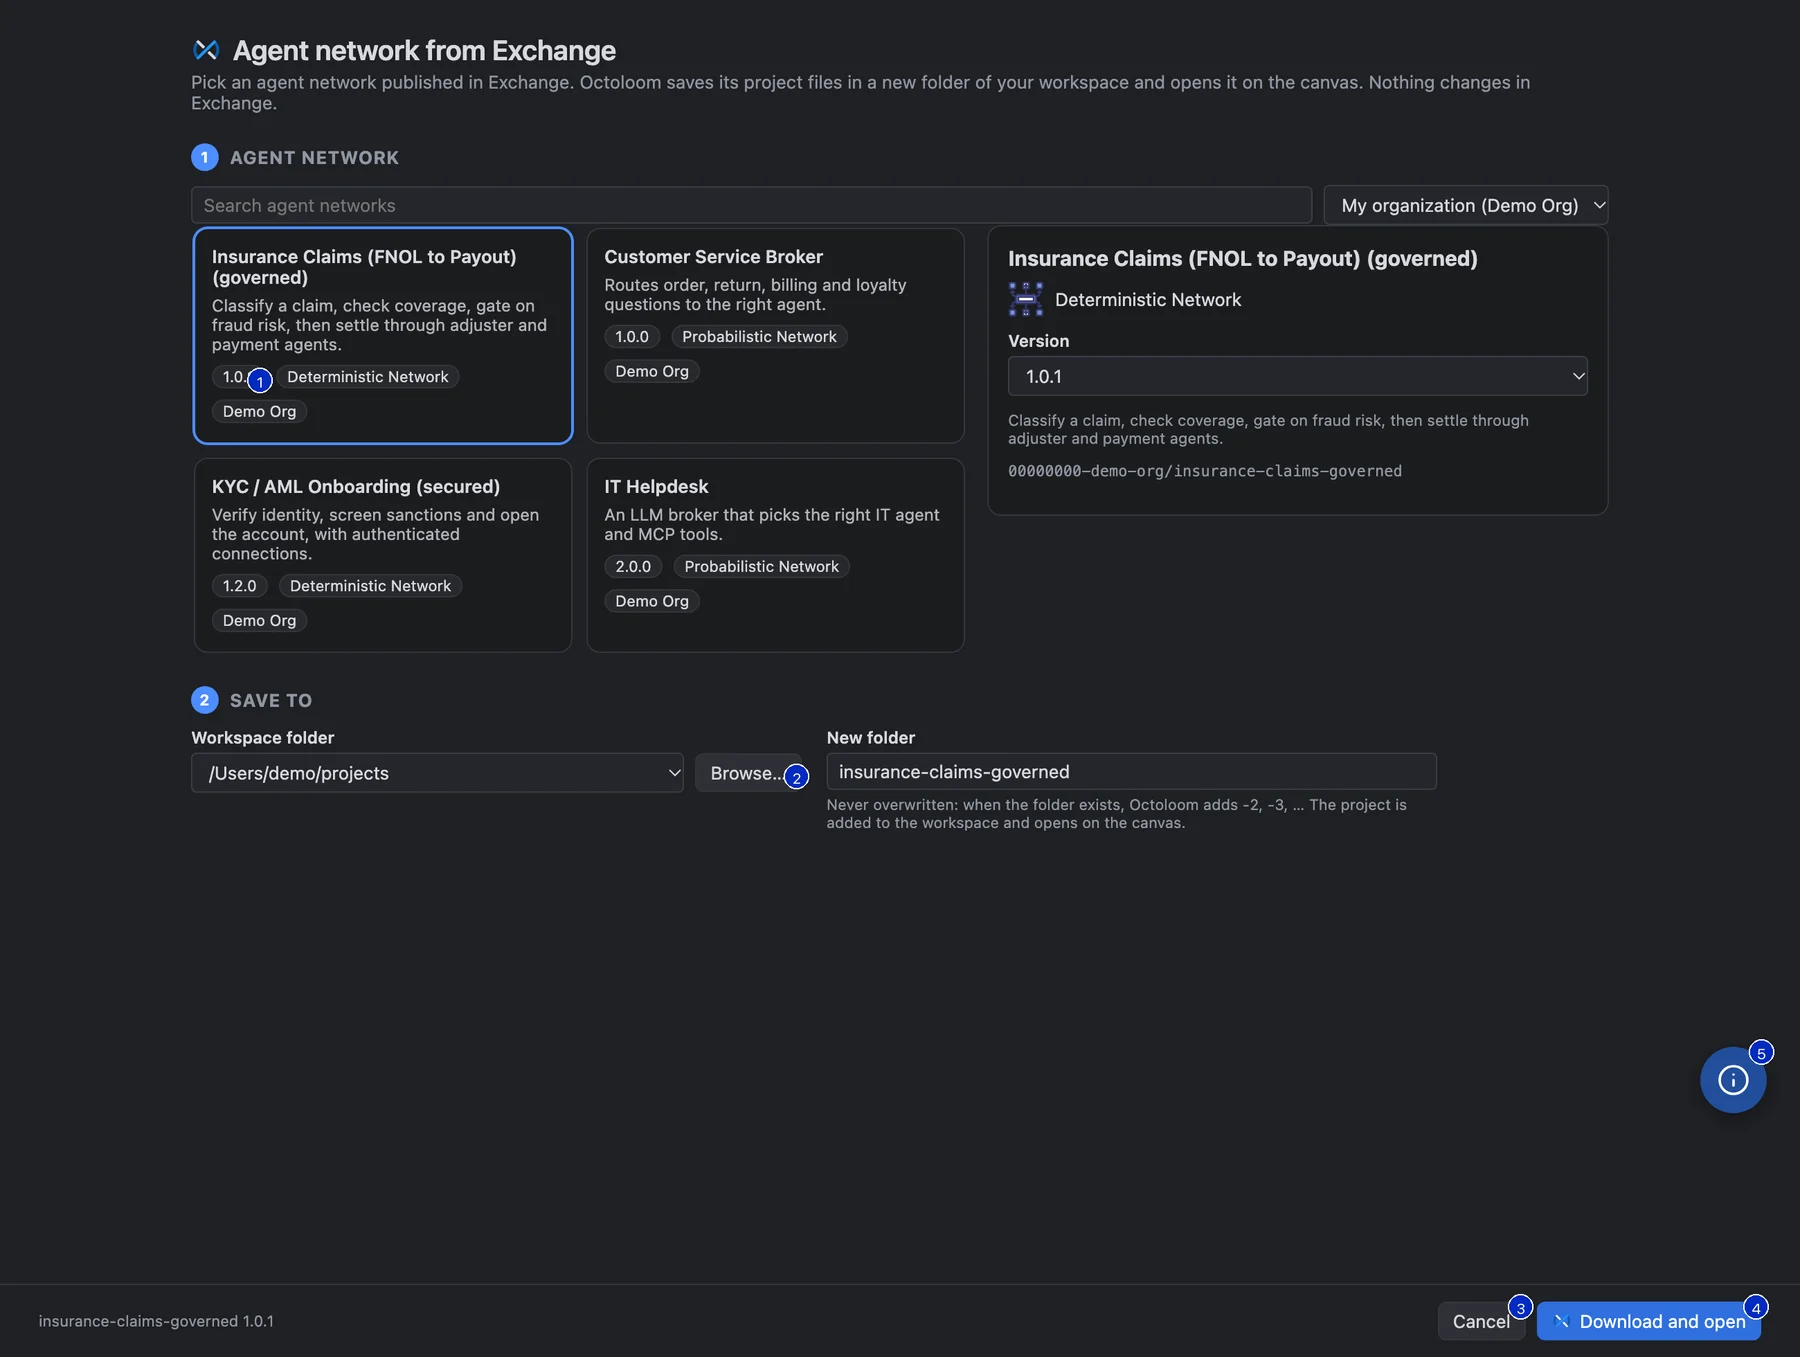 Agent network from Exchange
Pick an agent network published in Exchange. Octoloom saves its project files in a new folder of your workspace and opens it on the canvas. Nothing changes in
Exchange.
1 AGENT NETWORK
Search agent networks
My organization (Demo Org)
Insurance Claims (FNOL to Payout)
(governed)
Classify a claim, check coverage, gate on
fraud risk, then settle through adjuster and
payment agents.
1.0. 1 Deterministic Network
Demo Org
Customer Service Broker
Routes order, return, billing and loyalty
questions to the right agent.
1.0.0 Probabilistic Network
Demo Org
Insurance Claims (FNOL to Payout) (governed)
Deterministic Network
Version
1.0.1
Classify a claim, check coverage, gate on fraud risk, then settle through
adjuster and payment agents.
00000000-demo-org/insurance-claims-governed
KYC / AML Onboarding (secured)
Verify identity, screen sanctions and open
the account, with authenticated
connections.
1.2.0 Deterministic Network
Demo Org
IT Helpdesk
An LLM broker that picks the right IT agent
and MCP tools.
2.0.0 Probabilistic Network
Demo Org
2 SAVE TO
Workspace folder
/Users/demo/projects
Browse... 2
New folder
insurance-claims-governed
Never overwritten: when the folder exists, Octoloom adds -2, -3, ... The project is
added to the workspace and opens on the canvas.
5
insurance-claims-governed 1.0.1
Cancel 3
Download and open 4